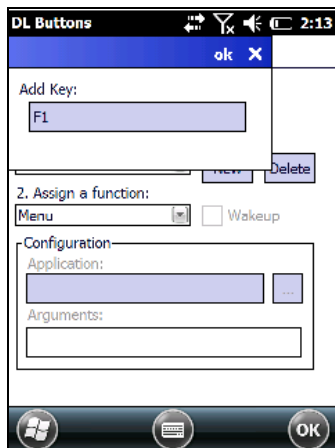 DL Buttons 2:13
ok
Add Key:
F1
New Delete
2. Assign a function:
Menu Wakeup
Configuration
Application:
...
Arguments:
OK